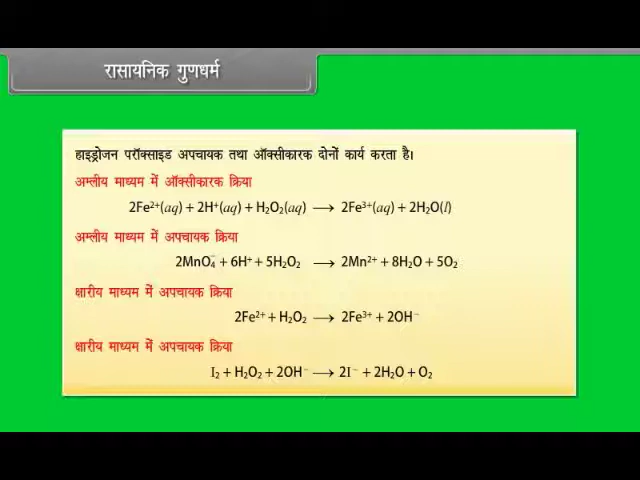 रासायनिक गुणधर्म
हाइड्रोजन परॉक्साइड अपचायक तथा ऑक्सीकारक दोनों कार्य करता है।
अम्लीय माध्यम में ऑक्सीकारक क्रिया
2Fe²⁺(aq) + 2H⁺(aq) + H₂O₂(aq) ⟶ 2Fe³⁺(aq) + 2H₂O(l)
अम्लीय माध्यम में अपचायक क्रिया
2MnO₄⁻ + 6H⁺ + 5H₂O₂ ⟶ 2Mn²⁺ + 8H₂O + 5O₂
क्षारीय माध्यम में अपचायक क्रिया
2Fe²⁺ + H₂O₂ ⟶ 2Fe³⁺ + 2OH⁻
क्षारीय माध्यम में अपचायक क्रिया
I₂ + H₂O₂ + 2OH⁻ ⟶ 2I⁻ + 2H₂O + O₂